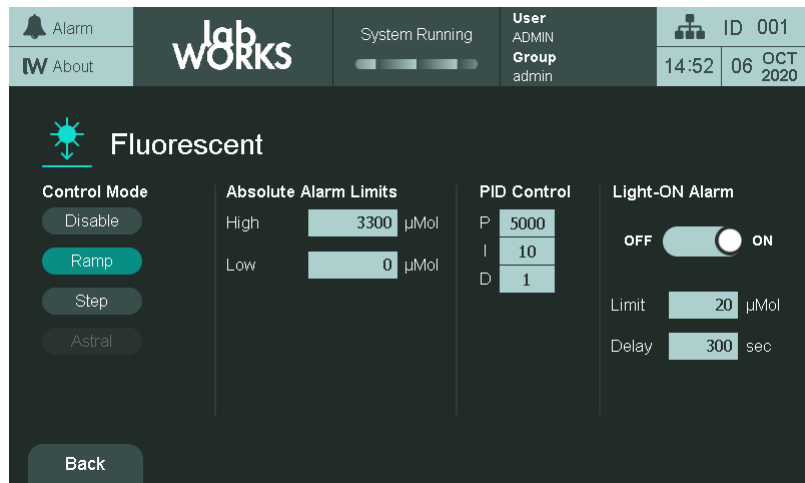 Alarm
IW About
lab
WORKS
System Running
User
ADMIN
Group
admin
ID 001
14:52 06 OCT 2020
Fluorescent
Control Mode
Disable
Ramp
Step
Astral
Absolute Alarm Limits
High 3300 µMol
Low 0 µMol
PID Control
P 5000
I 10
D 1
Light-ON Alarm
OFF ON
Limit 20 µMol
Delay 300 sec
Back